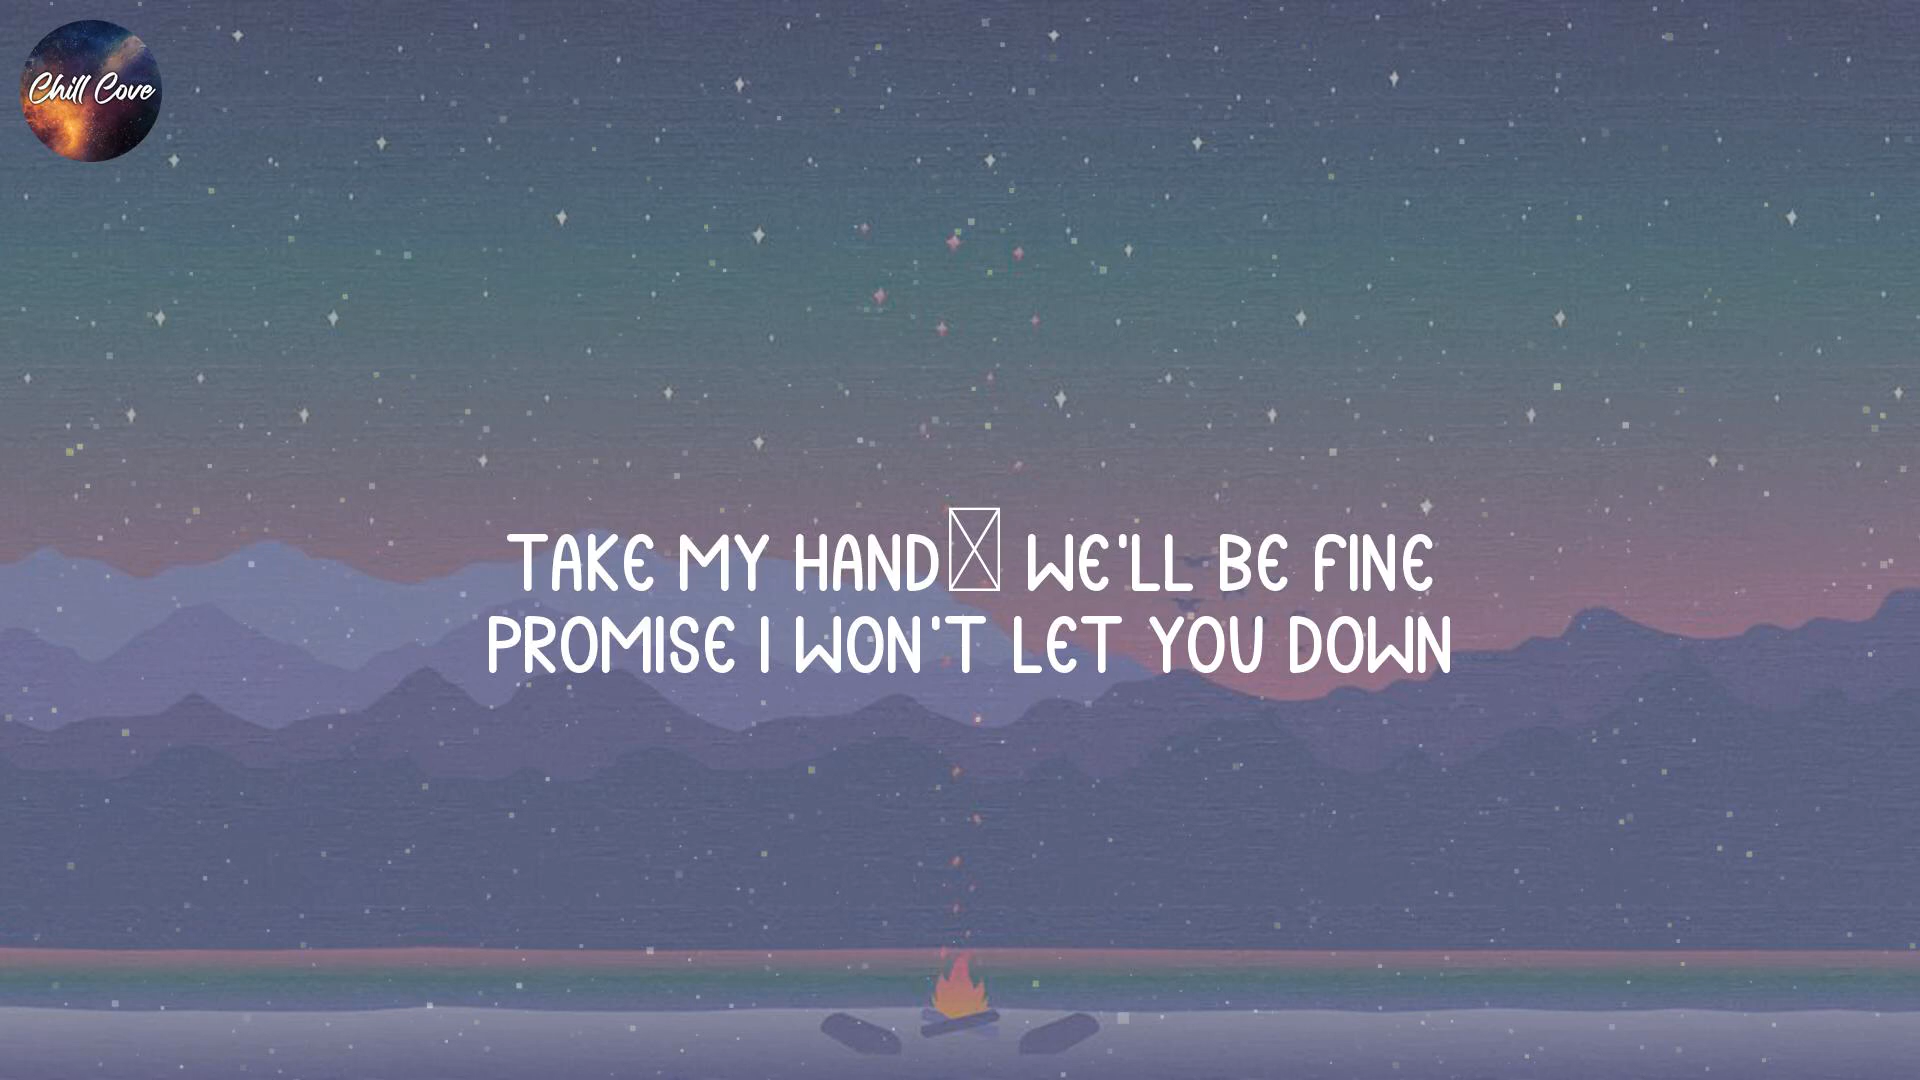 Chill Cove
TAKE MY HAND WE'LL BE FINE
PROMISE I WON'T LET YOU DOWN